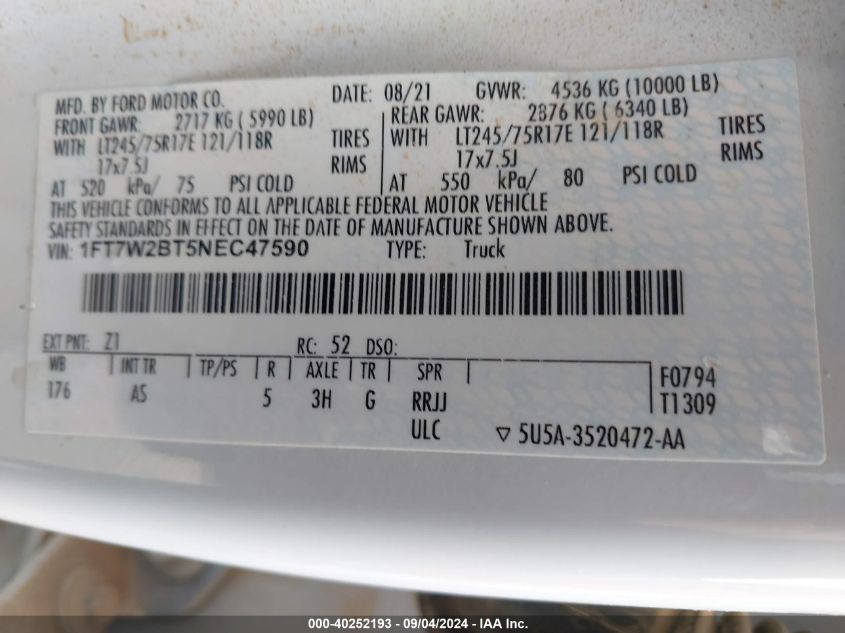 MFD. BY FORD MOTOR CO. DATE: 08/21 GVWR: 4536 KG (10000 LB)
FRONT GAWR: 2717 KG ( 5990 LB) REAR GAWR: 2876 KG ( 6340 LB)
WITH LT245/75R17E 121/118R TIRES WITH LT245/75R17E 121/118R TIRES
17x7.5J RIMS 17x7.5J RIMS
AT 520 kPa/ 75 PSI COLD AT 550 kPa/ 80 PSI COLD
THIS VEHICLE CONFORMS TO ALL APPLICABLE FEDERAL MOTOR VEHICLE
SAFETY STANDARDS IN EFFECT ON THE DATE OF MANUFACTURE SHOWN ABOVE.
VIN: 1FT7W2BT5NEC47590 TYPE: Truck
EXT PNT: Z1 RC: 52 DSO:
WB INT TR TP/PS R AXLE TR SPR F0794
176 AS 5 3H G RRJJ T1309
ULC ▽ 5U5A-3520472-AA
000-40252193 - 09/04/2024 - IAA Inc.